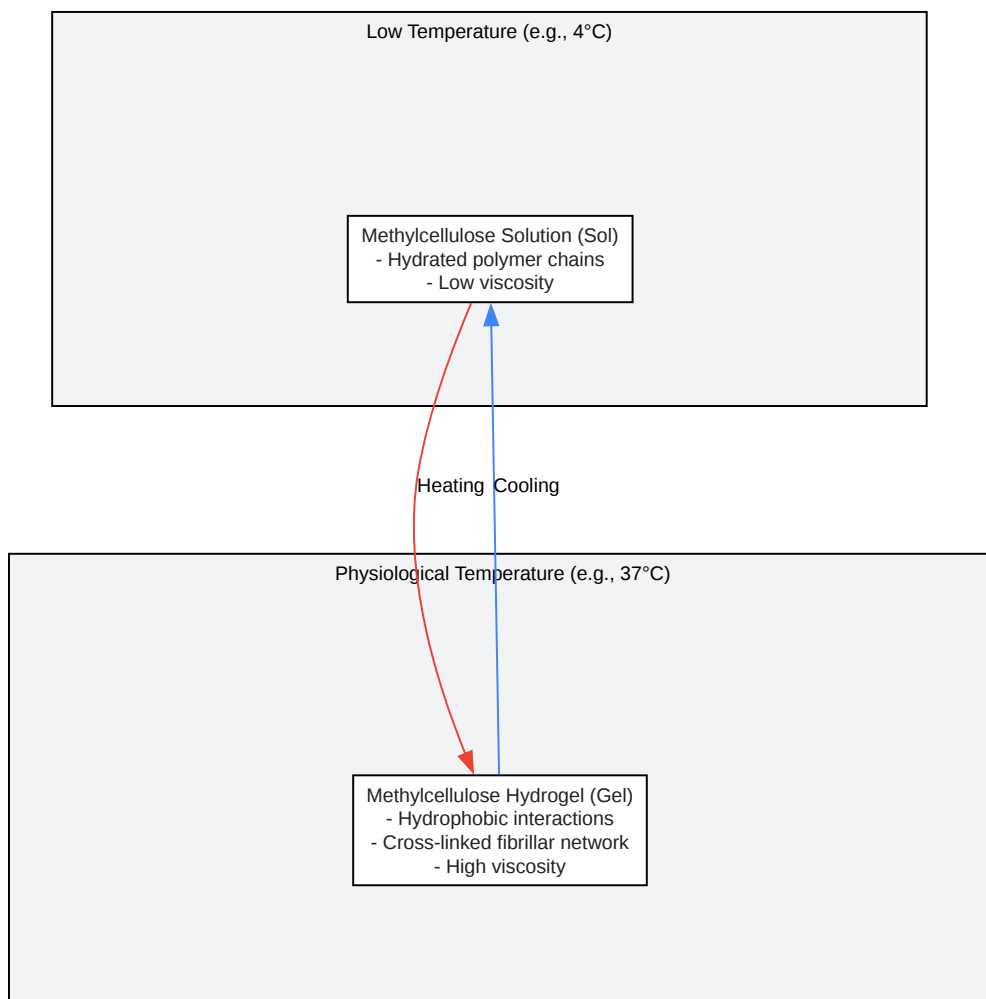 Low Temperature (e.g., 4°C)
Methylcellulose Solution (Sol)
- Hydrated polymer chains
- Low viscosity
Heating
Cooling
Physiological Temperature (e.g., 37°C)
Methylcellulose Hydrogel (Gel)
- Hydrophobic interactions
- Cross-linked fibrillar network
- High viscosity